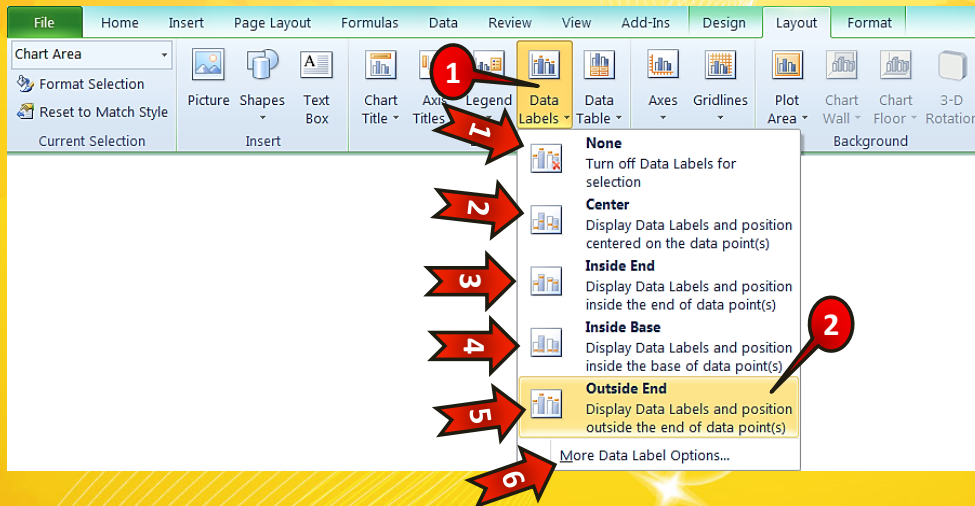 File Home Insert Page Layout Formulas Data Review View Add-Ins Design Layout Format
Chart Area
Format Selection
Reset to Match Style
Current Selection
Picture Shapes Text
Box
Insert
Chart
Title
Axis
Titles
Legend
Data
Labels
Data
Table
Axes Gridlines
Plot
Area
Chart
Wall
Chart
Floor
3-D
Rotation
Background
1
1
None
Turn off Data Labels for
selection
2
Center
Display Data Labels and position
centered on the data point(s)
3
Inside End
Display Data Labels and position
inside the end of data point(s)
4
Inside Base
Display Data Labels and position
inside the base of data point(s)
2
5
Outside End
Display Data Labels and position
outside the end of data point(s)
6
More Data Label Options...